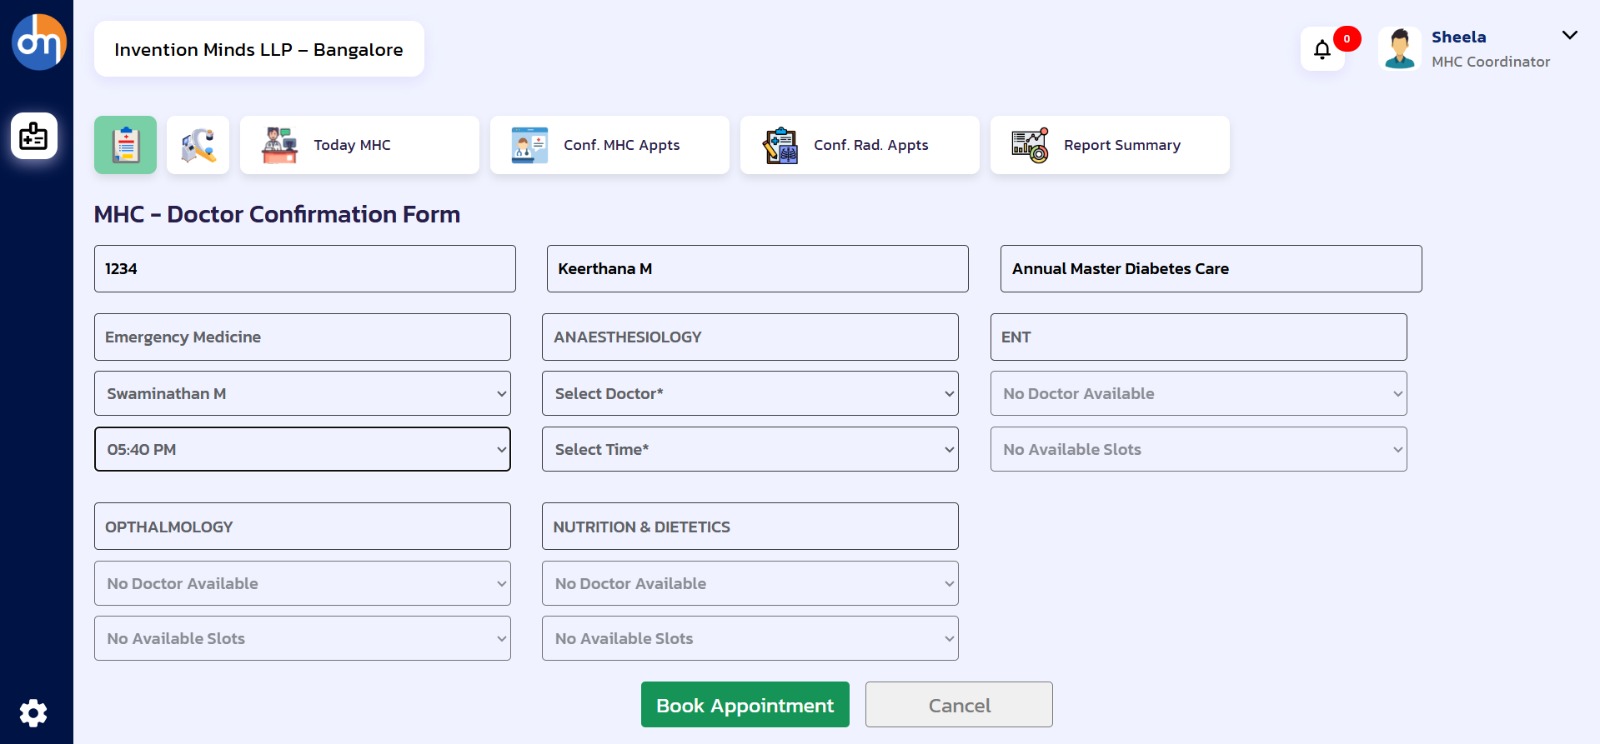 dm
Invention Minds LLP – Bangalore
0
Sheela
MHC Coordinator
Today MHC
Conf. MHC Appts
Conf. Rad. Appts
Report Summary
MHC - Doctor Confirmation Form
1234
Keerthana M
Annual Master Diabetes Care
Emergency Medicine
ANAESTHESIOLOGY
ENT
Swaminathan M
Select Doctor*
No Doctor Available
05:40 PM
Select Time*
No Available Slots
OPTHALMOLOGY
NUTRITION & DIETETICS
No Doctor Available
No Doctor Available
No Available Slots
No Available Slots
Book Appointment
Cancel